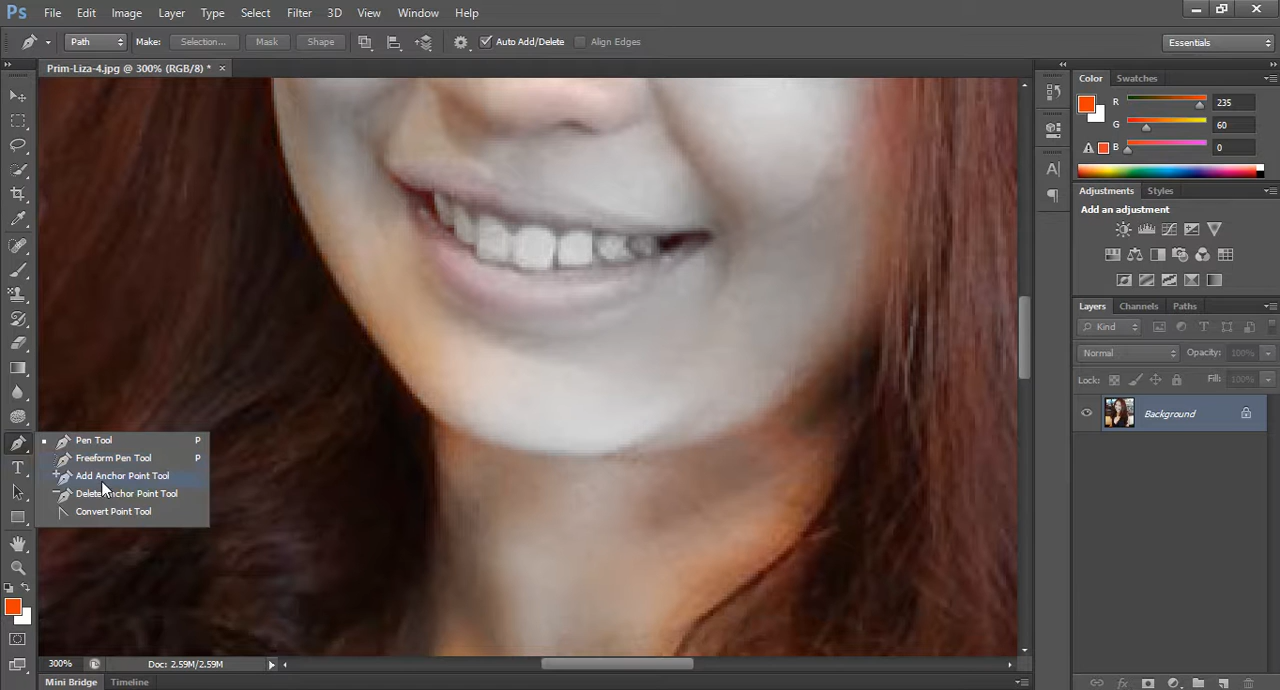 Ps File Edit Image Layer Type Select Filter 3D View Window Help
Path Make: Selection... Mask Shape Auto Add/Delete Align Edges Essentials
Prim-Liza-4.jpg @ 300% (RGB/8) * ×
Color Swatches
R 235
G 60
B 0
Adjustments Styles
Add an adjustment
Layers Channels Paths
Kind
Normal Opacity: 100%
Lock: Fill: 100%
Background
Pen Tool P
Freeform Pen Tool P
Add Anchor Point Tool
Delete Anchor Point Tool
Convert Point Tool
300% Doc: 2.59M/2.59M
Mini Bridge Timeline